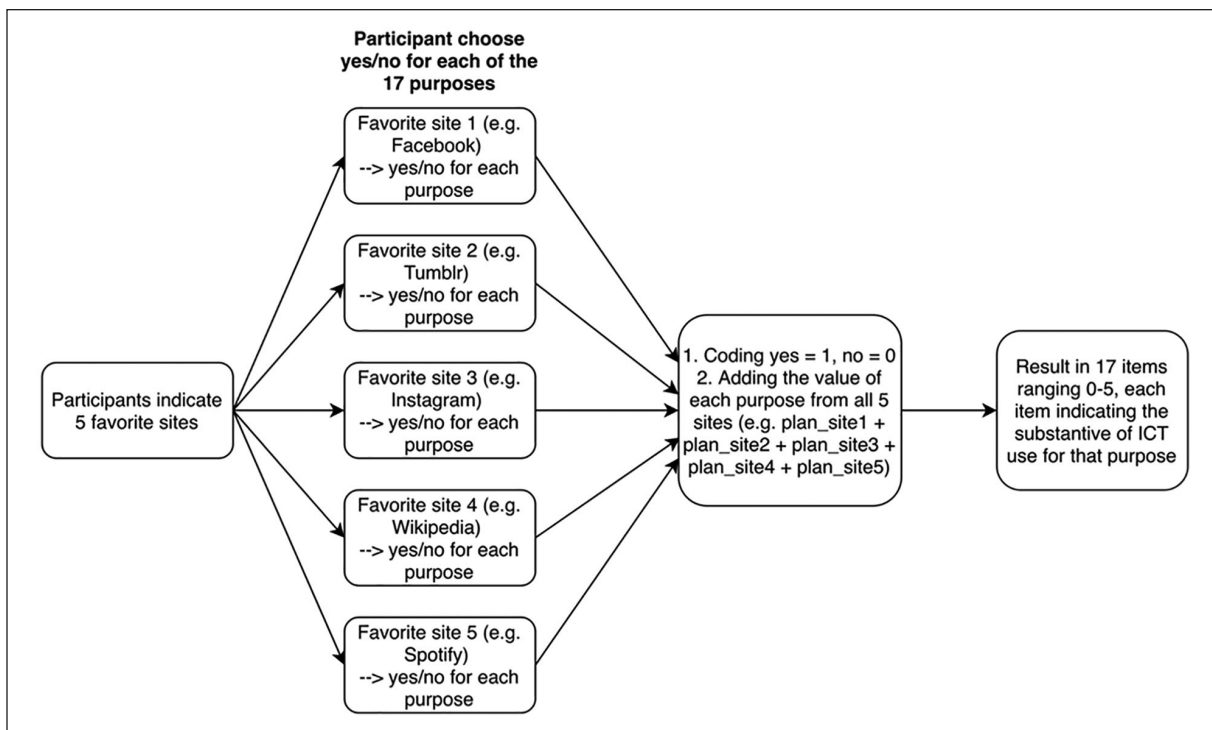 Participant choose
yes/no for each of the
17 purposes
Favorite site 1 (e.g.
Facebook)
--> yes/no for each
purpose
Favorite site 2 (e.g.
Tumblr)
--> yes/no for each
purpose
Participants indicate
5 favorite sites
Favorite site 3 (e.g.
Instagram)
--> yes/no for each
purpose
Favorite site 4 (e.g.
Wikipedia)
--> yes/no for each
purpose
Favorite site 5 (e.g.
Spotify)
--> yes/no for each
purpose
1. Coding yes = 1, no = 0
2. Adding the value of
each purpose from all 5
sites (e.g. plan_site1 +
plan_site2 + plan_site3 +
plan_site4 + plan_site5)
Result in 17 items
ranging 0-5, each
item indicating the
substantive of ICT
use for that purpose